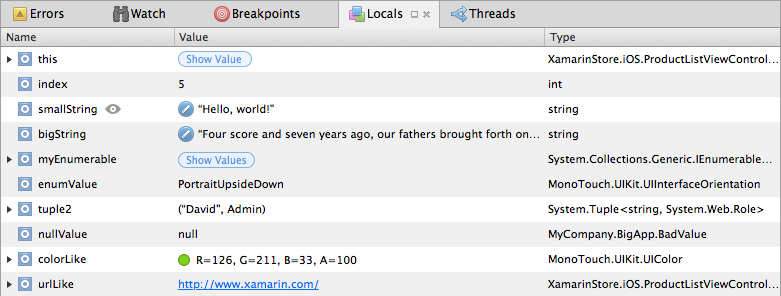 Errors Watch Breakpoints Locals Threads
Name Value Type
this Show Value XamarinStore.iOS.ProductListViewControl...
index 5 int
smallString “Hello, world!” string
bigString “Four score and seven years ago, our fathers brought forth on... string
myEnumerable Show Values System.Collections.Generic.IEnumerable...
enumValue PortraitUpsideDown MonoTouch.UIKit.UIInterfaceOrientation
tuple2 (“David”, Admin) System.Tuple<string, System.Web.Role>
nullValue null MyCompany.BigApp.BadValue
colorLike R=126, G=211, B=33, A=100 MonoTouch.UIKit.UIColor
urlLike http://www.xamarin.com/ XamarinStore.iOS.ProductListViewControl...